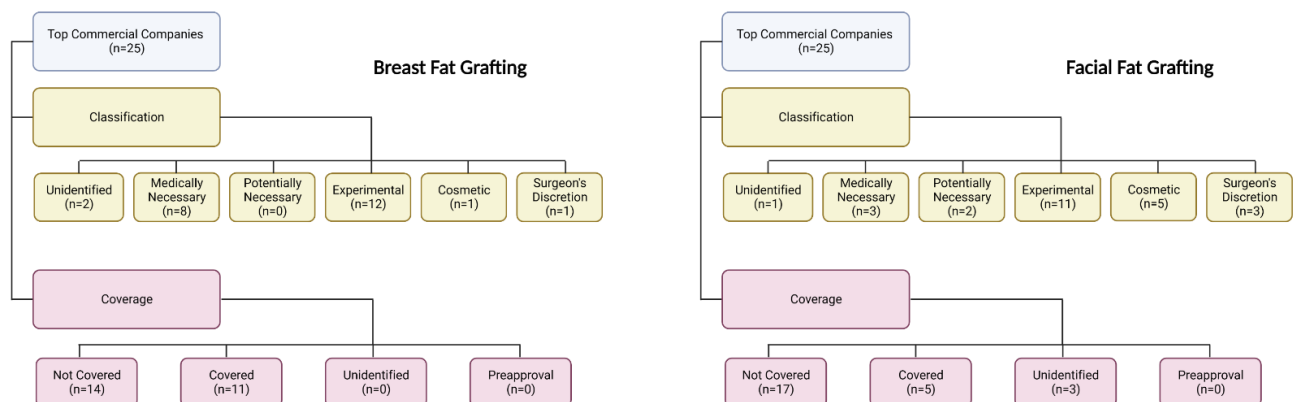 Top Commercial Companies
(n=25)
Breast Fat Grafting
Classification
Unidentified
(n=2)
Medically
Necessary
(n=8)
Potentially
Necessary
(n=0)
Experimental
(n=12)
Cosmetic
(n=1)
Surgeon's
Discretion
(n=1)
Coverage
Not Covered
(n=14)
Covered
(n=11)
Unidentified
(n=0)
Preapproval
(n=0)
Top Commercial Companies
(n=25)
Facial Fat Grafting
Classification
Unidentified
(n=1)
Medically
Necessary
(n=3)
Potentially
Necessary
(n=2)
Experimental
(n=11)
Cosmetic
(n=5)
Surgeon's
Discretion
(n=3)
Coverage
Not Covered
(n=17)
Covered
(n=5)
Unidentified
(n=3)
Preapproval
(n=0)